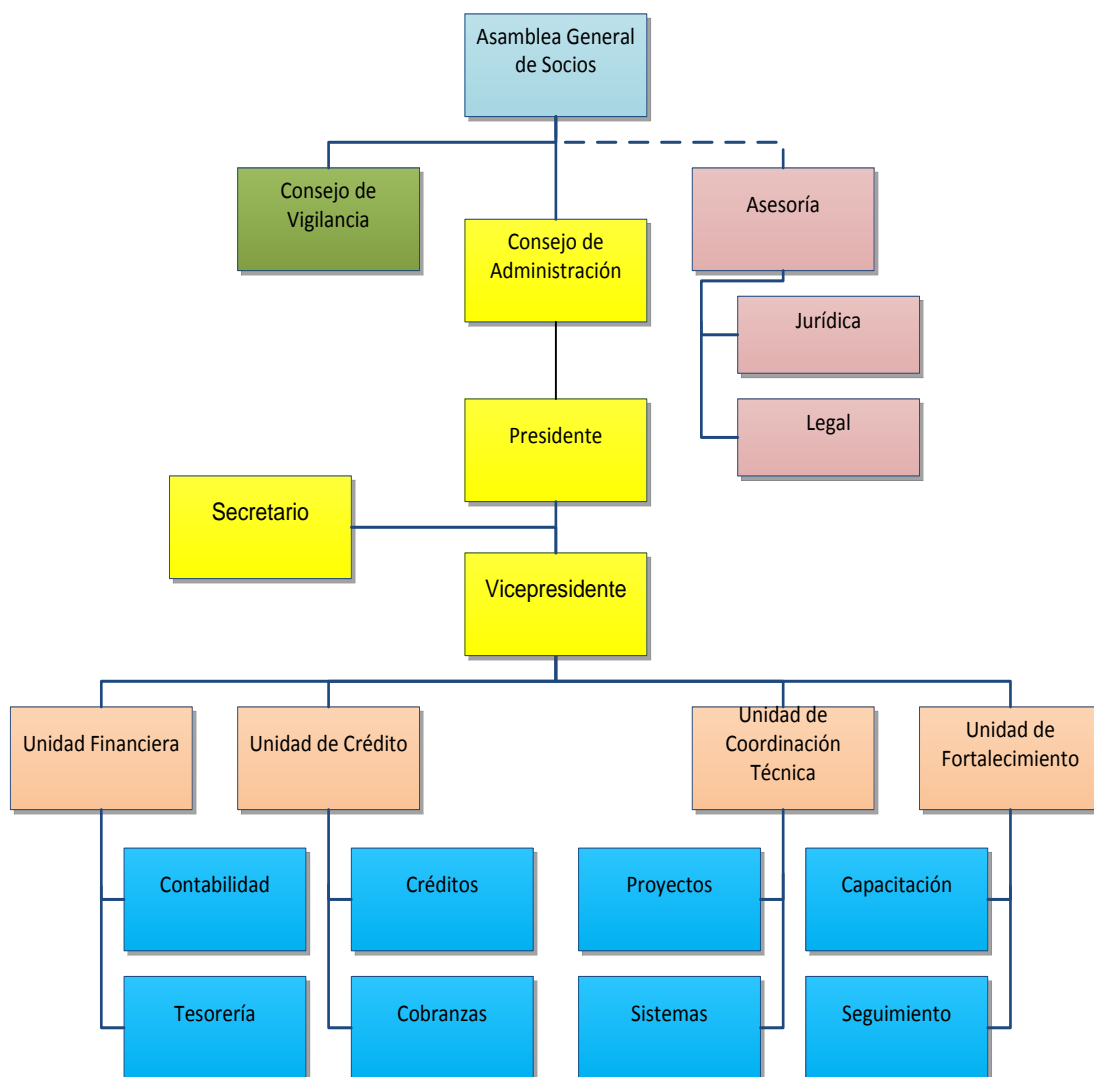 Asamblea General
de Socios
Consejo de
Vigilancia
Consejo de
Administración
Asesoría
Jurídica
Legal
Presidente
Secretario
Vicepresidente
Unidad Financiera
Unidad de Crédito
Unidad de
Coordinación
Técnica
Unidad de
Fortalecimiento
Contabilidad
Créditos
Proyectos
Capacitación
Tesorería
Cobranzas
Sistemas
Seguimiento